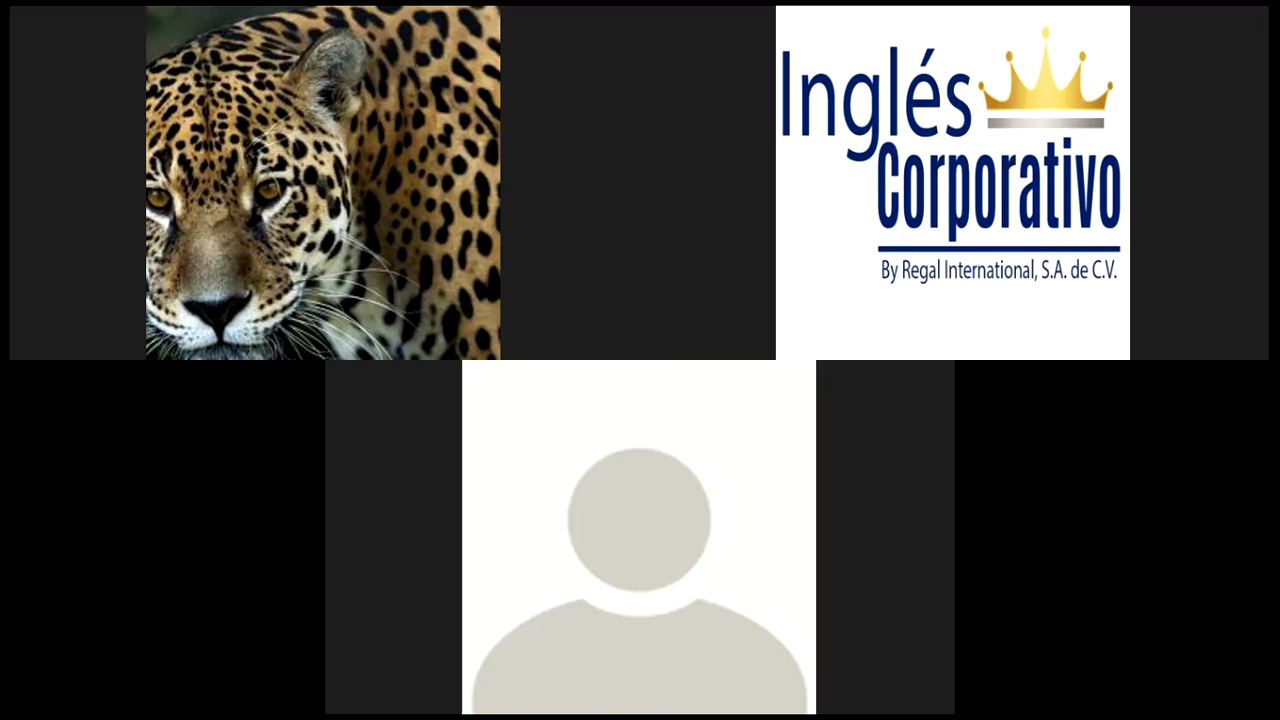 Inglés
Corporativo
By Regal International, S.A. de C.V.